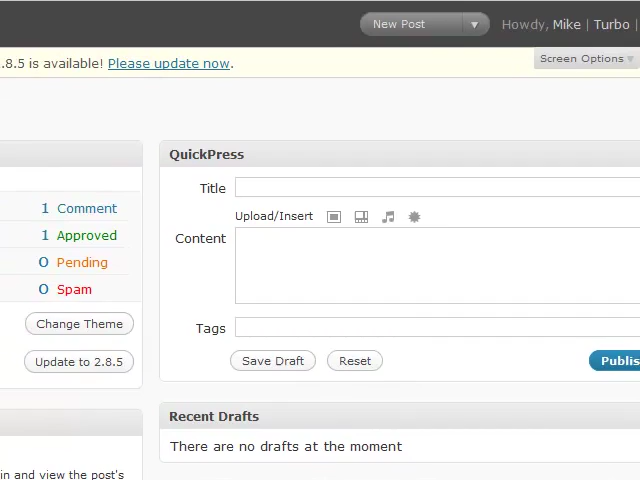 New Post
Howdy, Mike | Turbo |
.8.5 is available! Please update now.
Screen Options
1 Comment
1 Approved
0 Pending
0 Spam
Change Theme
Update to 2.8.5
in and view the post's
QuickPress
Title
Upload/Insert
Content
Tags
Save Draft
Reset
Publis
Recent Drafts
There are no drafts at the moment